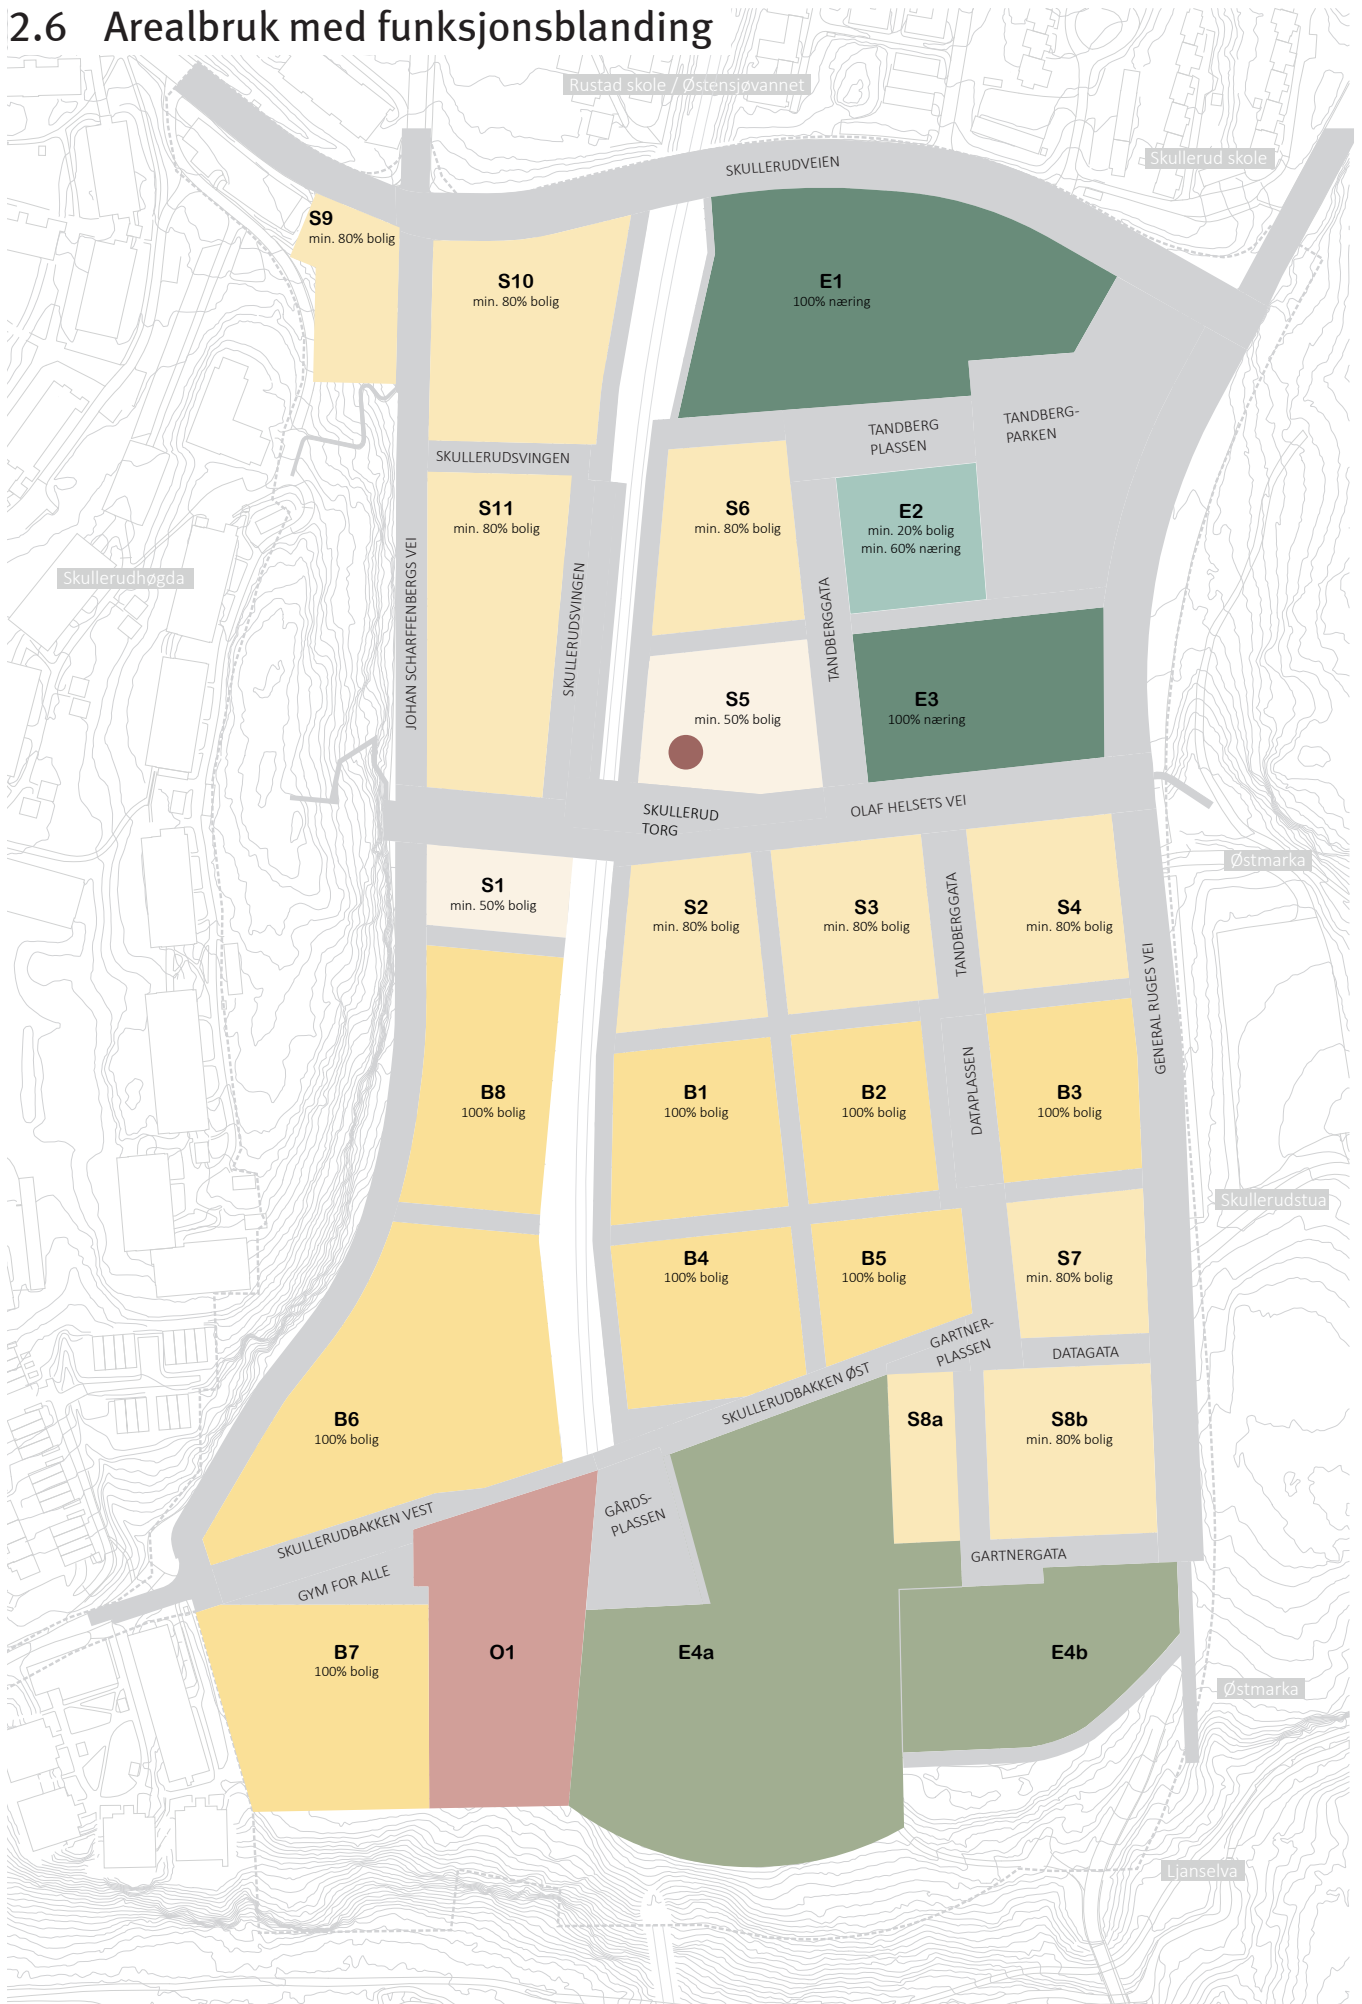 2.6 Arealbruk med funksjonsblanding
Rustad skole / Østensjøvannet
Skullerud skole
SKULLERUDVEIEN
S9
min. 80% bolig
S10
min. 80% bolig
E1
100% næring
TANDBERG
PLASSEN
TANDBERG-
PARKEN
SKULLERUDSVINGEN
S11
min. 80% bolig
S6
min. 80% bolig
E2
min. 20% bolig
min. 60% næring
Skullerudhøgda
JOHAN SCHARFFENBERGS VEI
SKULLERUDSVINGEN
TANDBERGGATA
S5
min. 50% bolig
E3
100% næring
SKULLERUD
TORG
OLAF HELSETS VEI
Østmarka
S1
min. 50% bolig
S2
min. 80% bolig
S3
min. 80% bolig
TANDBERGGATA
S4
min. 80% bolig
GENERAL RUGES VEI
B8
100% bolig
B1
100% bolig
B2
100% bolig
DATAPLASSEN
B3
100% bolig
Skullerudstua
B4
100% bolig
B5
100% bolig
S7
min. 80% bolig
GARTNER-
PLASSEN
DATAGATA
SKULLERUDBAKKEN ØST
B6
100% bolig
S8a
S8b
min. 80% bolig
SKULLERUDBAKKEN VEST
GÅRDS-
PLASSEN
GARTNERGATA
GYM FOR ALLE
B7
100% bolig
O1
E4a
E4b
Østmarka
Ljanselva